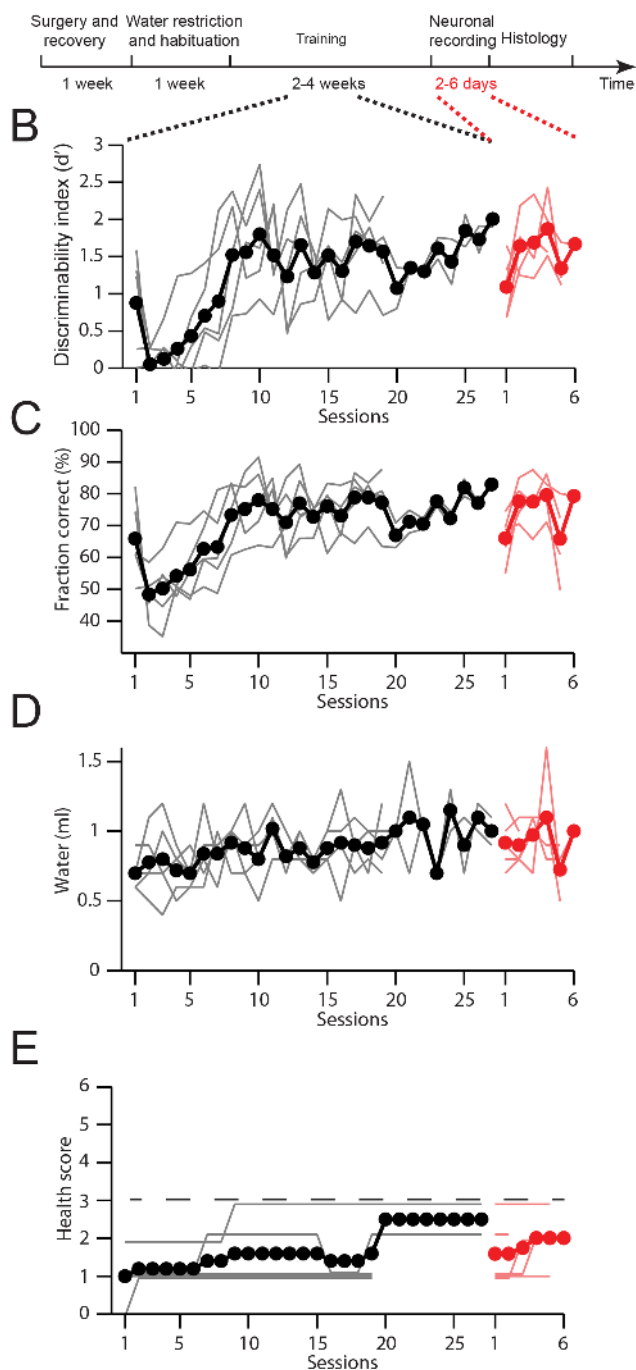 Surgery and recovery
Water restriction and habituation
Training
Neuronal recording
Histology
1 week
1 week
2-4 weeks
2-6 days
Time
B
Discriminability index (d')
3
2.5
2
1.5
1
0.5
0
1 5 10 15 20 25 1 6
Sessions
C
Fraction correct (%)
100
90
80
70
60
50
40
1 5 10 15 20 25 1 6
Sessions
D
Water (ml)
1.5
1
0.5
0
1 5 10 15 20 25 1 6
Sessions
E
Health score
6
5
4
3
2
1
0
1 5 10 15 20 25 1 6
Sessions